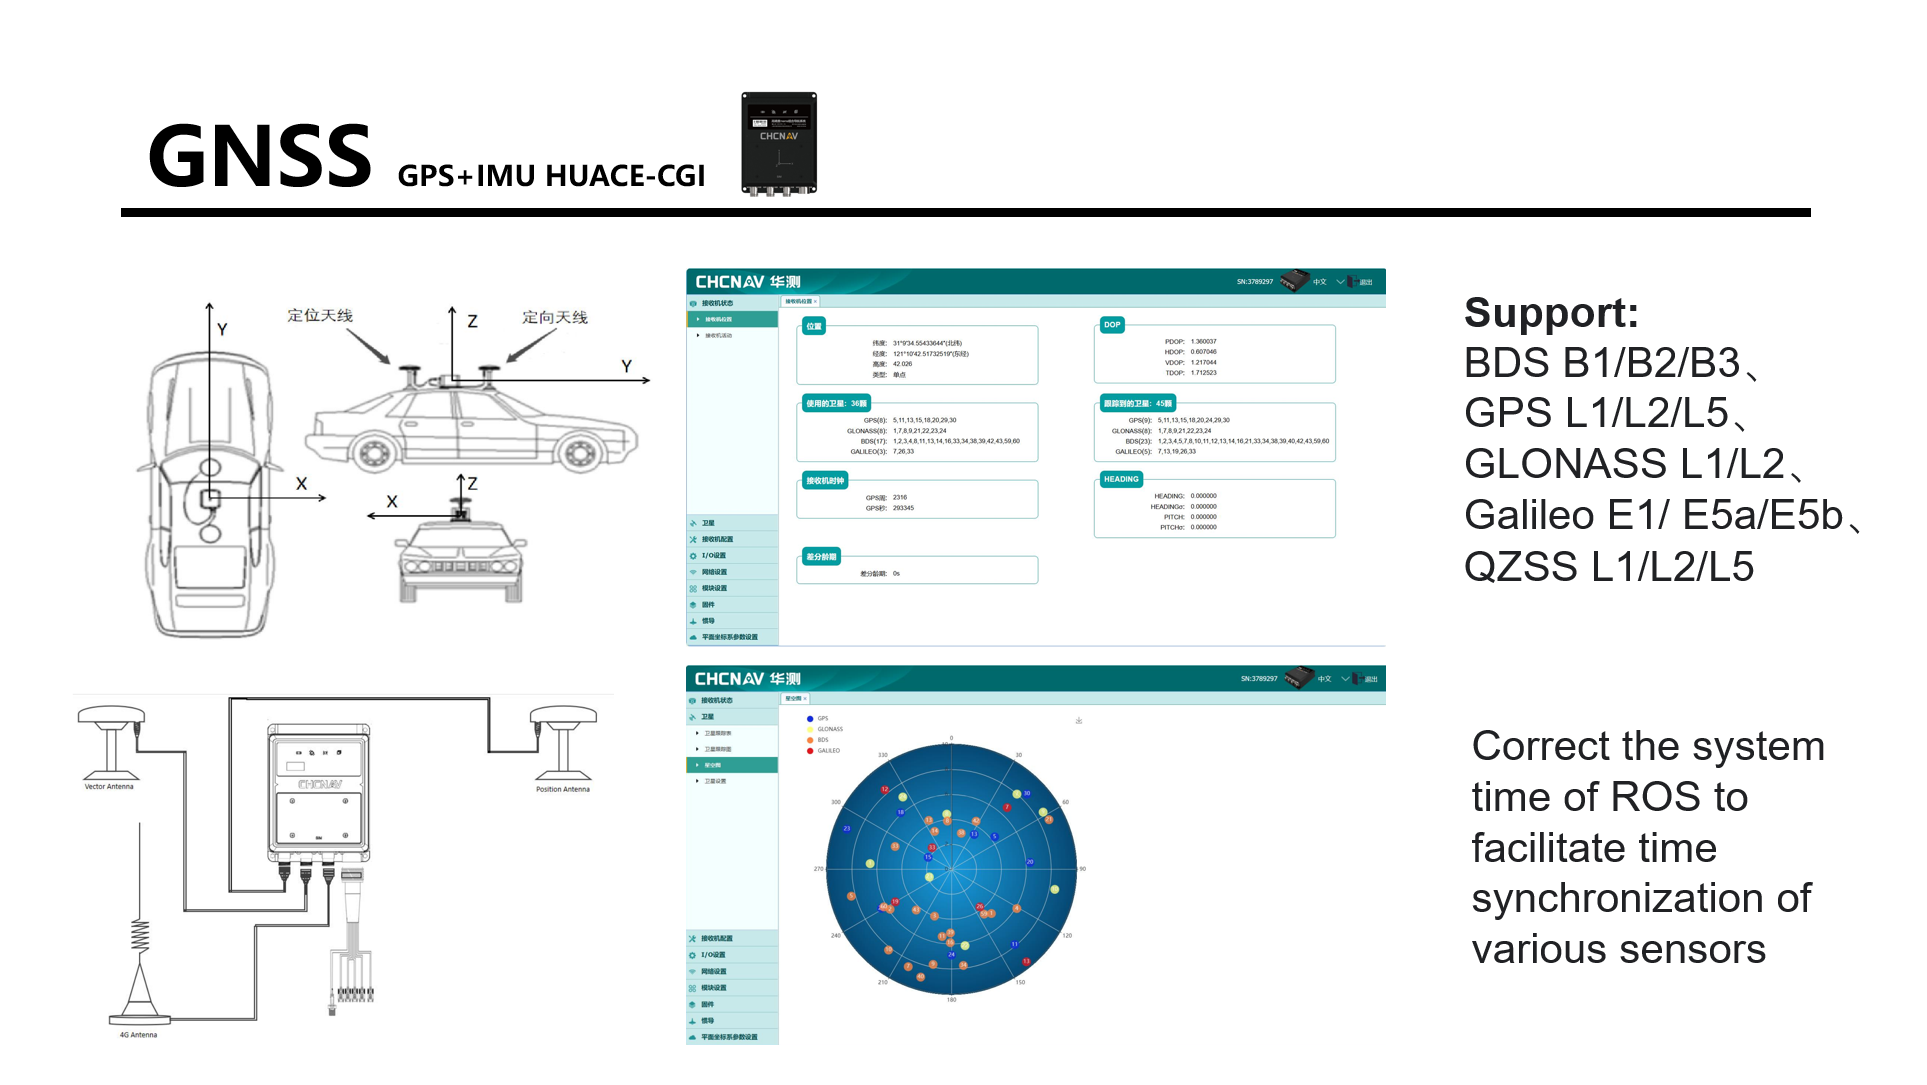 GNSS GPS+IMU HUACE-CGI
CHCNAV
定位天线
定向天线
Y
Z
Y
X
Z
X
CHCNAV
Vector Antenna
Position Antenna
4G Antenna
CHCNAV 华测
SN:3789297 中文 退出
接收机状态
接收机位置
接收机活动
卫星
接收机配置
I/O设置
网络设置
模块设置
固件
惯导
平面坐标系参数设置
接收机位置 ×
位置
纬度: 31°9'34.55433644"(北纬)
经度: 121°10'42.51732519"(东经)
高度: 42.026
类型: 单点
DOP
PDOP: 1.360037
HDOP: 0.607046
VDOP: 1.217044
TDOP: 1.712523
使用的卫星: 36颗
GPS(8): 5,11,13,15,18,20,29,30
GLONASS(8): 1,7,8,9,21,22,23,24
BDS(17): 1,2,3,4,8,11,13,14,16,33,34,38,39,42,43,59,60
GALILEO(3): 7,26,33
跟踪到的卫星: 45颗
GPS(9): 5,11,13,15,18,20,24,29,30
GLONASS(8): 1,7,8,9,21,22,23,24
BDS(23): 1,2,3,4,5,7,8,10,11,12,13,14,16,21,33,34,38,39,40,42,43,59,60
GALILEO(5): 7,13,19,26,33
接收机时钟
GPS周: 2316
GPS秒: 293345
HEADING
HEADING: 0.000000
HEADINGσ: 0.000000
PITCH: 0.000000
PITCHσ: 0.000000
差分龄期
差分龄期: 0s
CHCNAV 华测
SN:3789297 中文 退出
接收机状态
卫星
卫星跟踪表
卫星跟踪图
星空图
卫星设置
接收机配置
I/O设置
网络设置
模块设置
固件
惯导
平面坐标系参数设置
星空图 ×
GPS
GLONASS
BDS
GALILEO
0
30
60
90
120
150
180
210
240
270
300
330
Support:
BDS B1/B2/B3、
GPS L1/L2/L5、
GLONASS L1/L2、
Galileo E1/ E5a/E5b、
QZSS L1/L2/L5
Correct the system
time of ROS to
facilitate time
synchronization of
various sensors